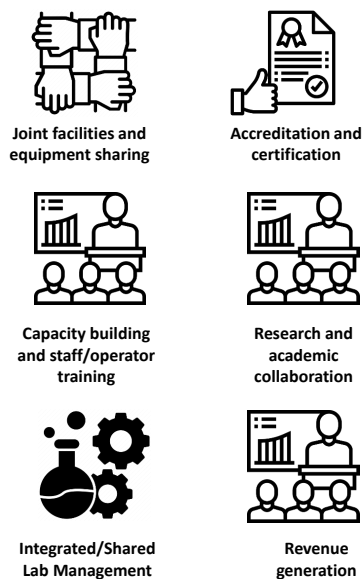 Joint facilities and
equipment sharing
Accreditation and
certification
Capacity building
and staff/operator
training
Research and
academic
collaboration
Integrated/Shared
Lab Management
Revenue
generation